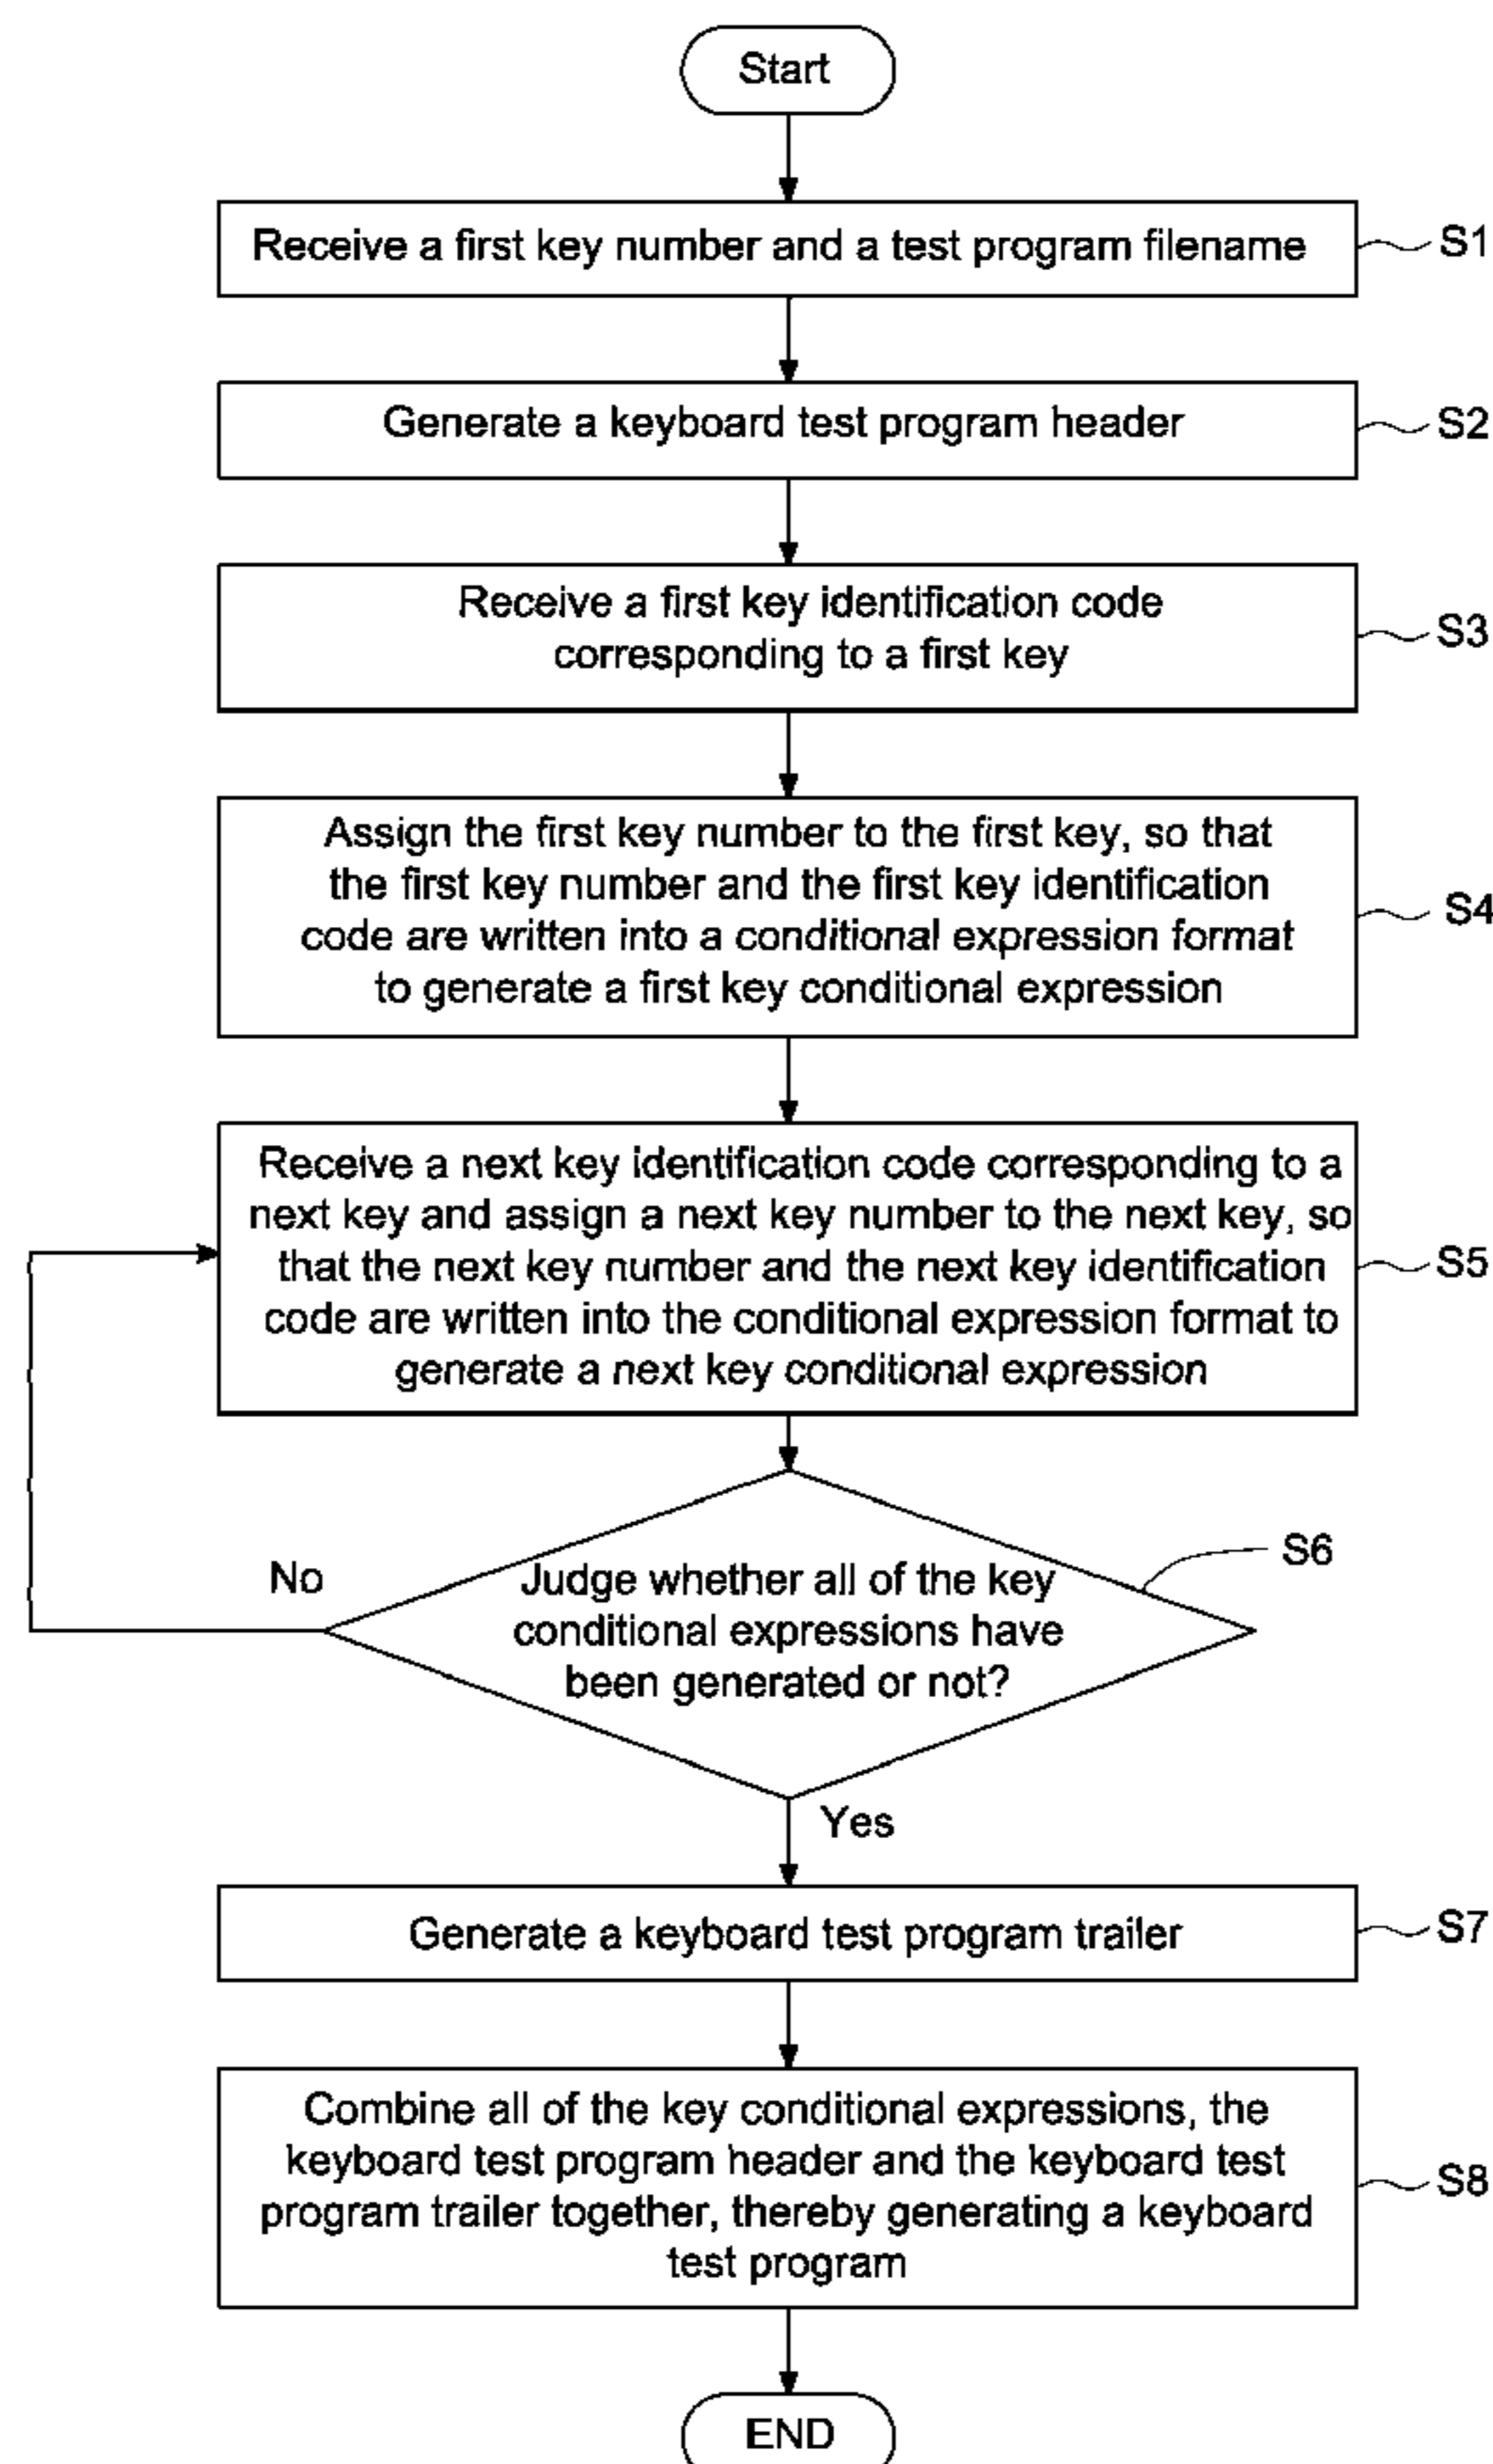 Start
Receive a first key number and a test program filename
S1
Generate a keyboard test program header
S2
Receive a first key identification code
corresponding to a first key
S3
Assign the first key number to the first key, so that
the first key number and the first key identification
code are written into a conditional expression format
to generate a first key conditional expression
S4
Receive a next key identification code corresponding to a
next key and assign a next key number to the next key, so
that the next key number and the next key identification
code are written into the conditional expression format to
generate a next key conditional expression
S5
No
Judge whether all of the key
conditional expressions have
been generated or not?
S6
Yes
Generate a keyboard test program trailer
S7
Combine all of the key conditional expressions, the
keyboard test program header and the keyboard test
program trailer together, thereby generating a keyboard
test program
S8
END